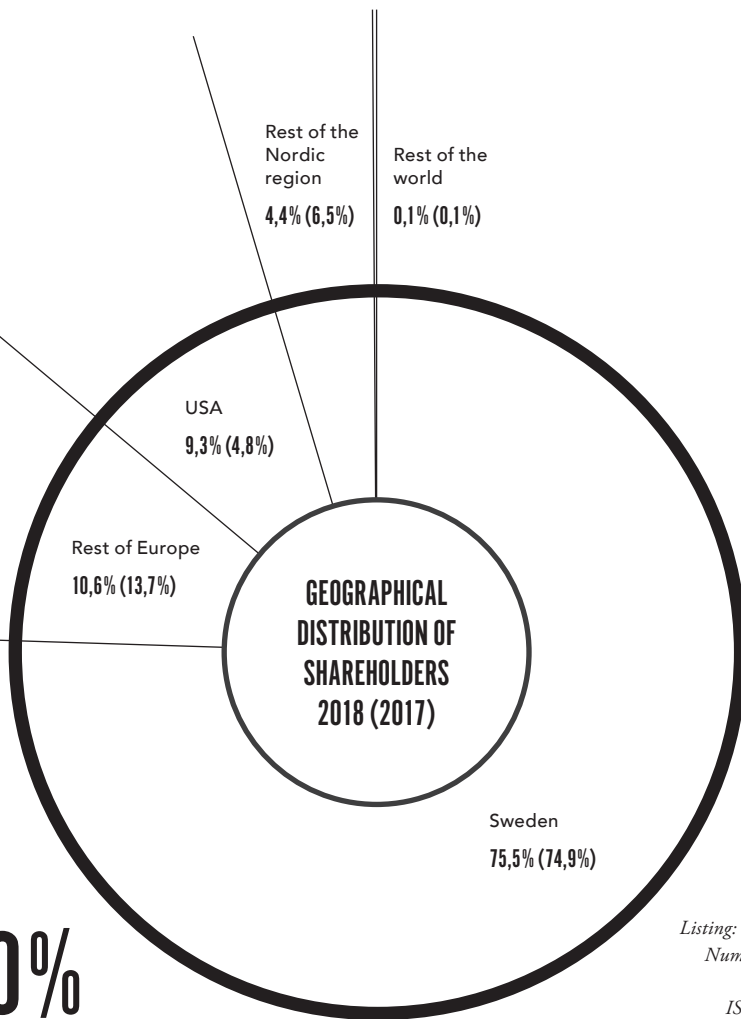 Rest of the
Nordic
region
4,4% (6,5%)
Rest of the
world
0,1% (0,1%)
USA
9,3% (4,8%)
Rest of Europe
10,6% (13,7%)
GEOGRAPHICAL
DISTRIBUTION OF
SHAREHOLDERS
2018 (2017)
Sweden
75,5% (74,9%)
0%
Listing:
Num
IS